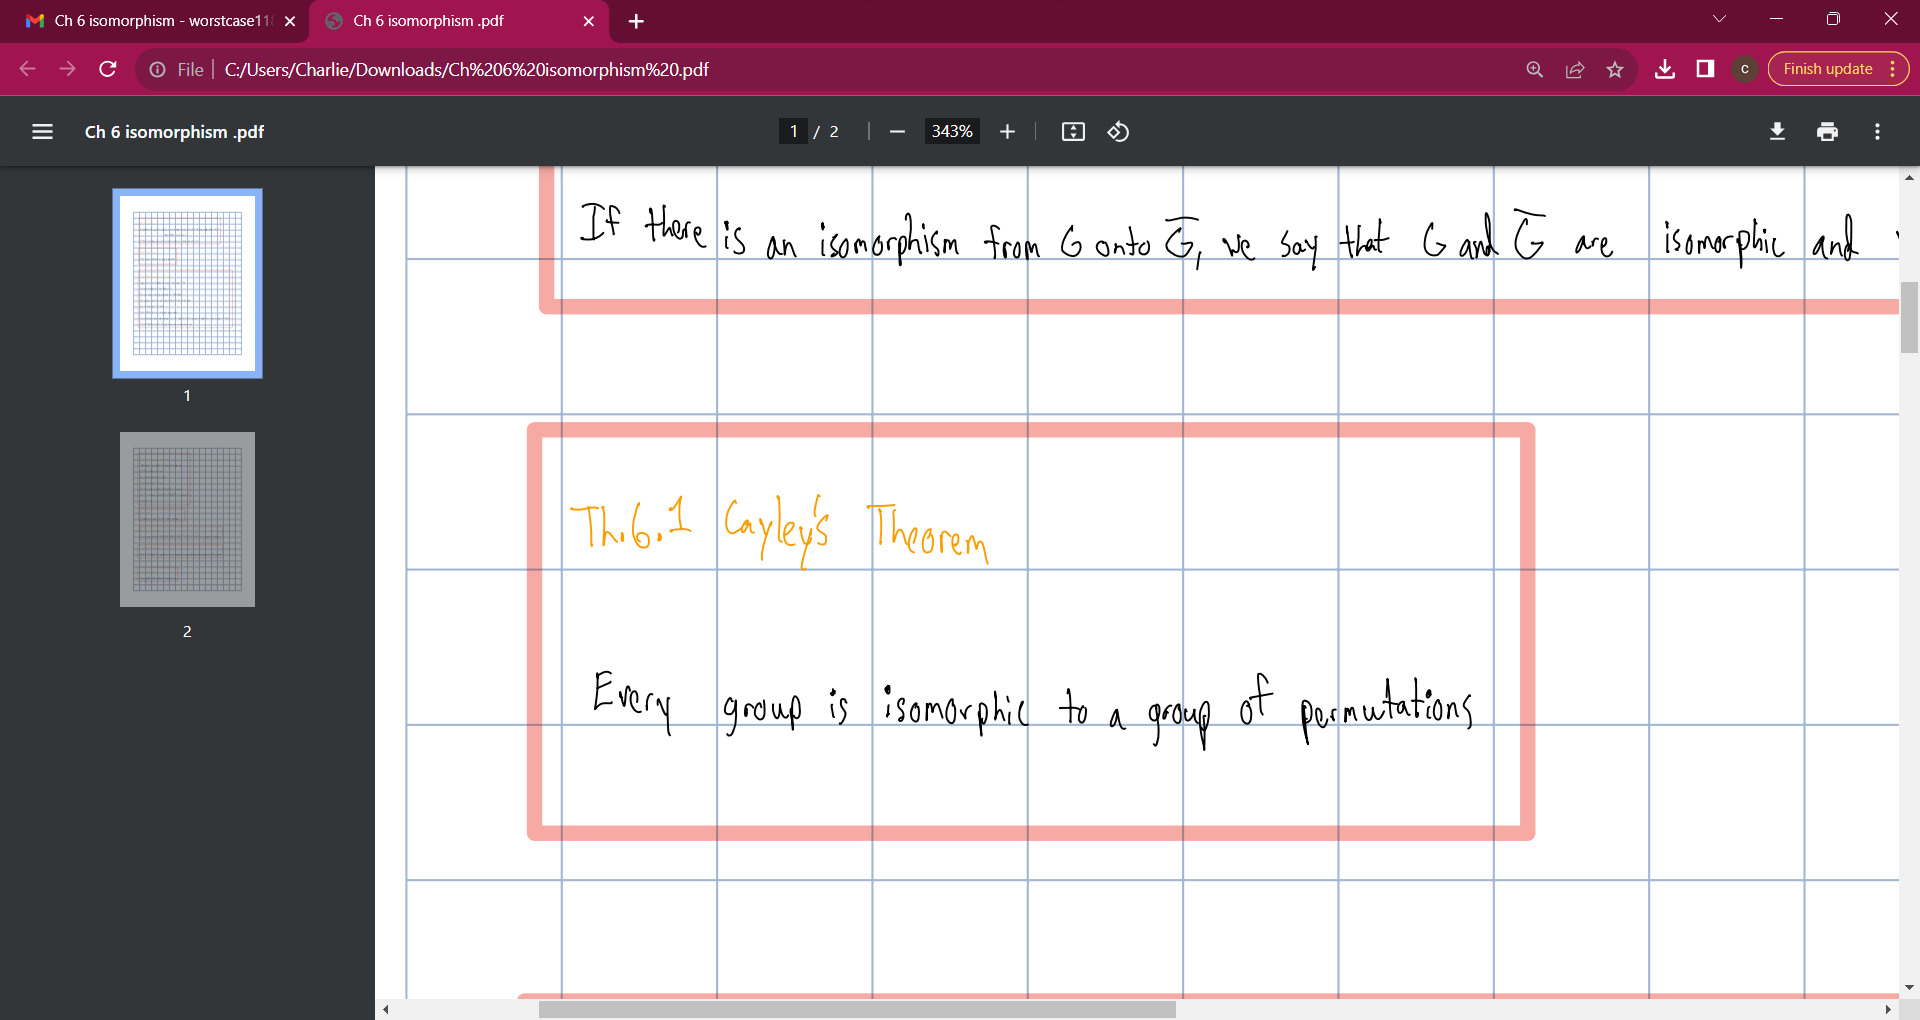 Ch 6 isomorphism - worstcase11
Ch 6 isomorphism .pdf
File
C:/Users/Charlie/Downloads/Ch%206%20isomorphism%20.pdf
C
Finish update
Ch 6 isomorphism .pdf
1 / 2
343%
If there is an isomorphism from G onto G̅, we say that G and G̅ are isomorphic and
Th.6.1 Cayley's Theorem
Every group is isomorphic to a group of permutations
1
2